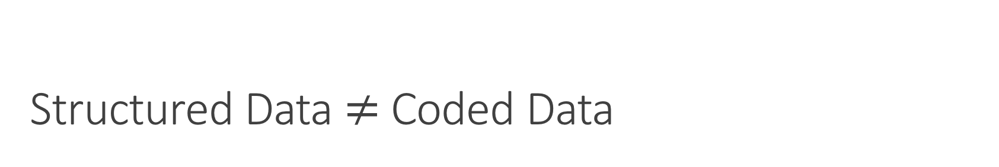 Structured Data ≠ Coded Data